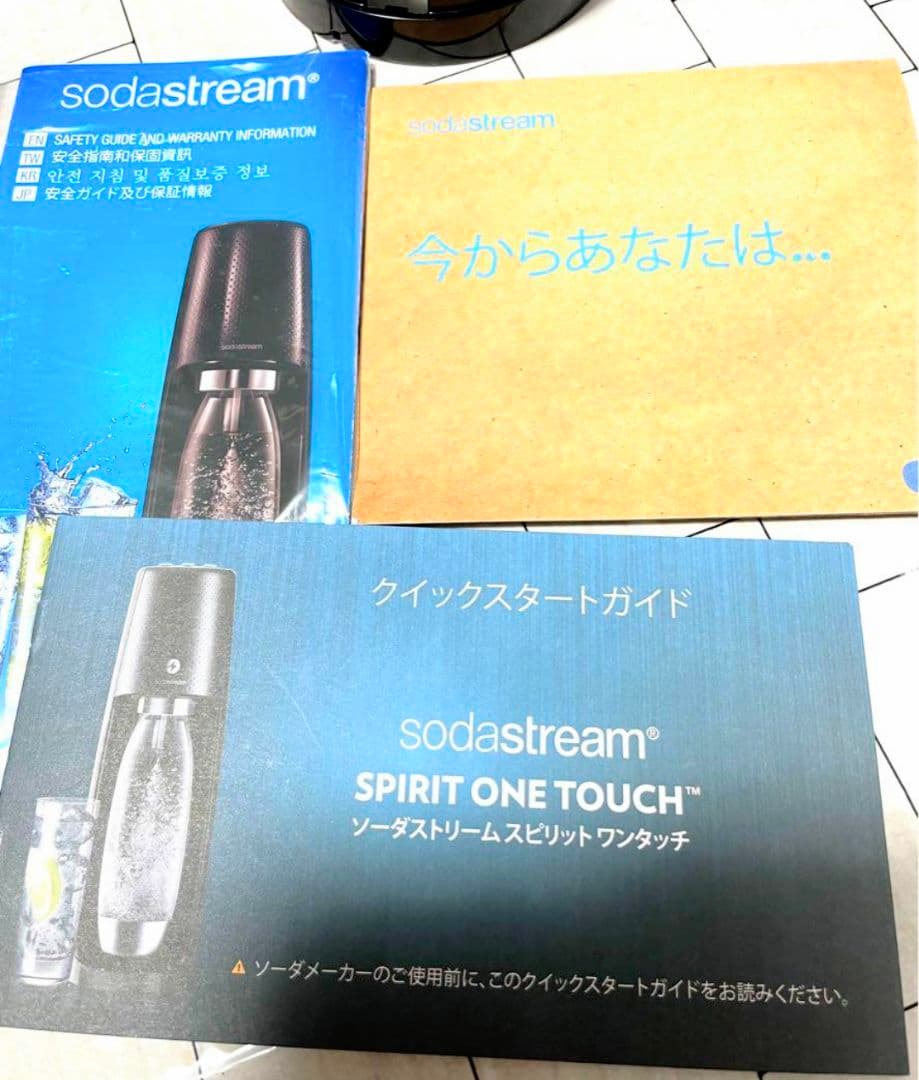 sodastream®
EN SAFETY GUIDE AND WARRANTY INFORMATION
TW 安全指南和保固資訊
KR 안전 지침 및 품질보증 정보
JP 安全ガイド及び保証情報
sodastream
sodastream
今からあなたは...
クイックスタートガイド
sodastream®
SPIRIT ONE TOUCH™
ソーダストリーム スピリット ワンタッチ
ソーダメーカーのご使用前に、このクイックスタートガイドをお読みください。